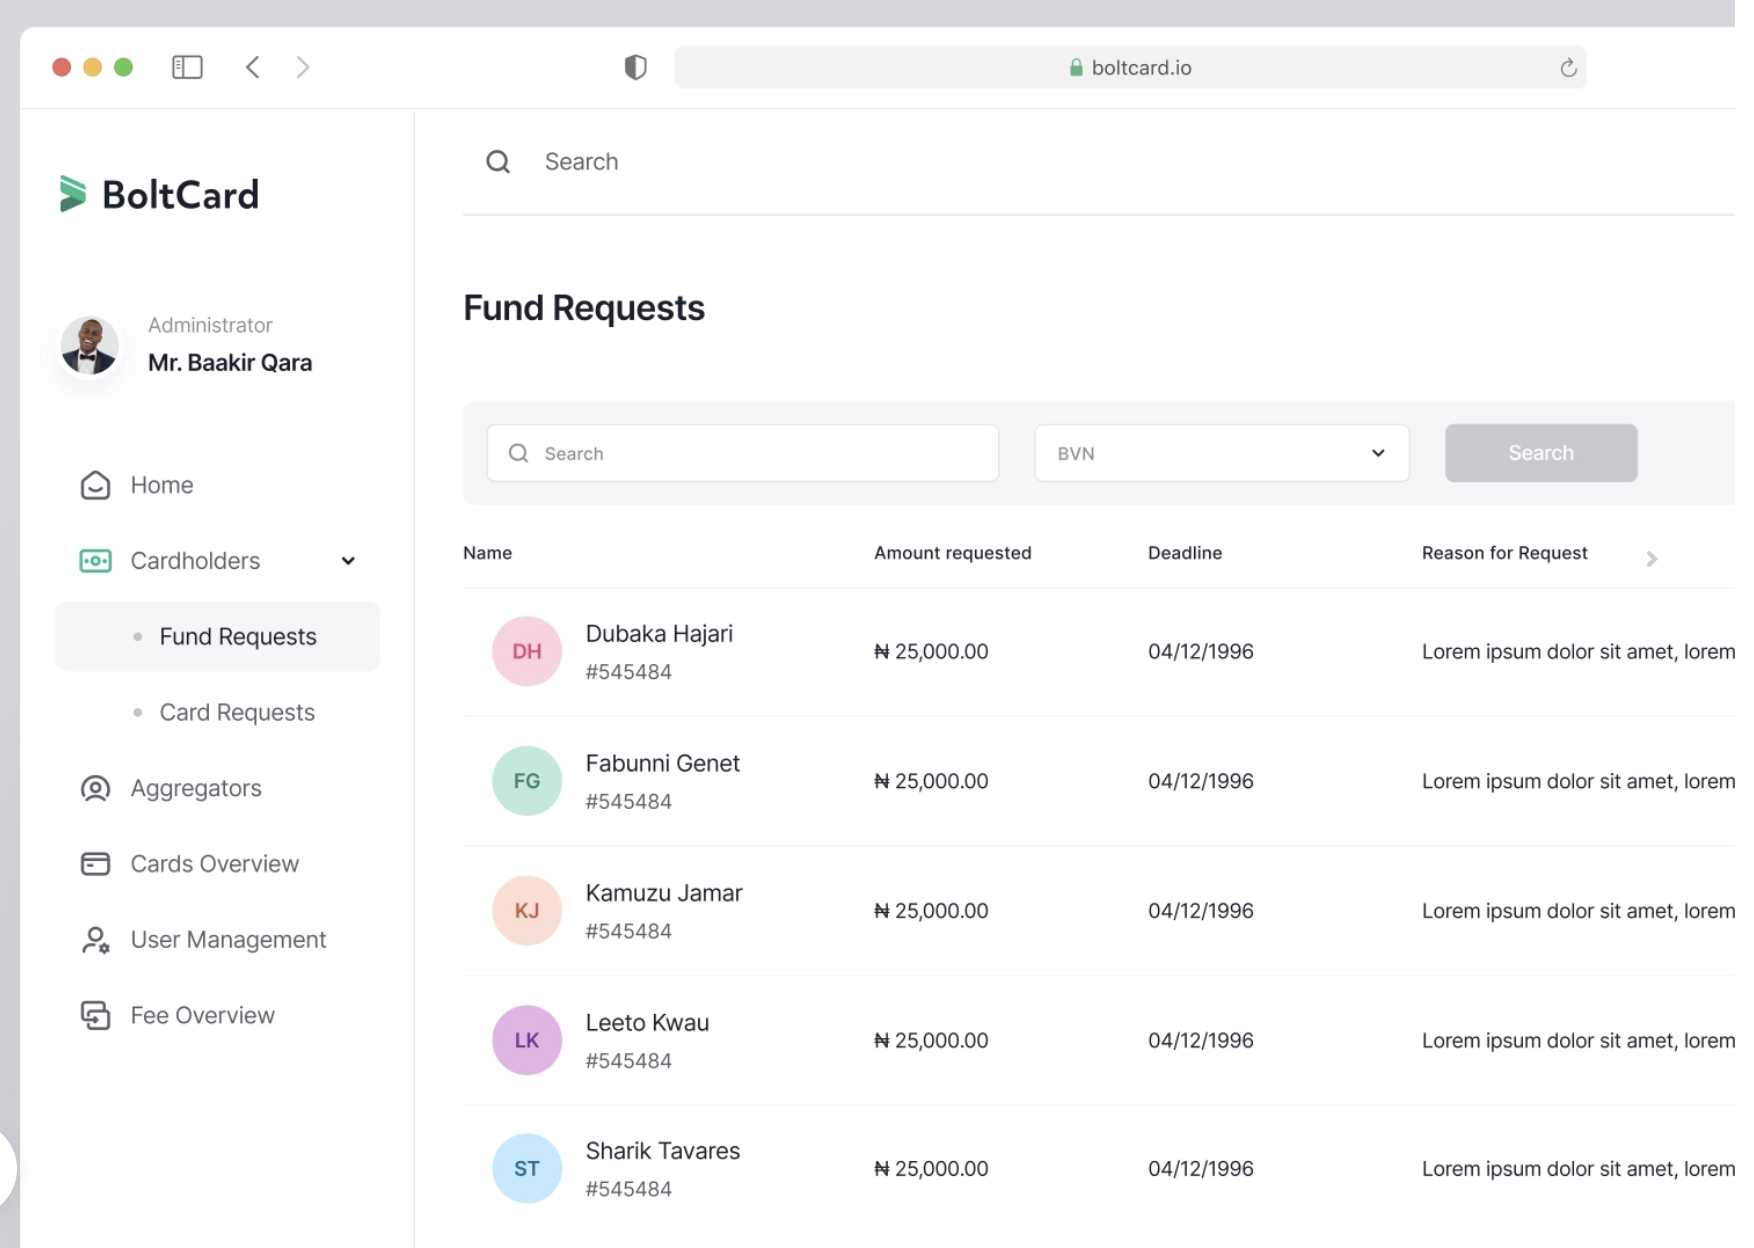 boltcard.io
BoltCard
Administrator
Mr. Baakir Qara
Home
Cardholders
Fund Requests
Card Requests
Aggregators
Cards Overview
User Management
Fee Overview
Search
Fund Requests
Search
BVN
Search
Name Amount requested Deadline Reason for Request
DH Dubaka Hajari
#545484
₦ 25,000.00 04/12/1996 Lorem ipsum dolor sit amet, lorem
FG Fabunni Genet
#545484
₦ 25,000.00 04/12/1996 Lorem ipsum dolor sit amet, lorem
KJ Kamuzu Jamar
#545484
₦ 25,000.00 04/12/1996 Lorem ipsum dolor sit amet, lorem
LK Leeto Kwau
#545484
₦ 25,000.00 04/12/1996 Lorem ipsum dolor sit amet, lorem
ST Sharik Tavares
#545484
₦ 25,000.00 04/12/1996 Lorem ipsum dolor sit amet, lorem